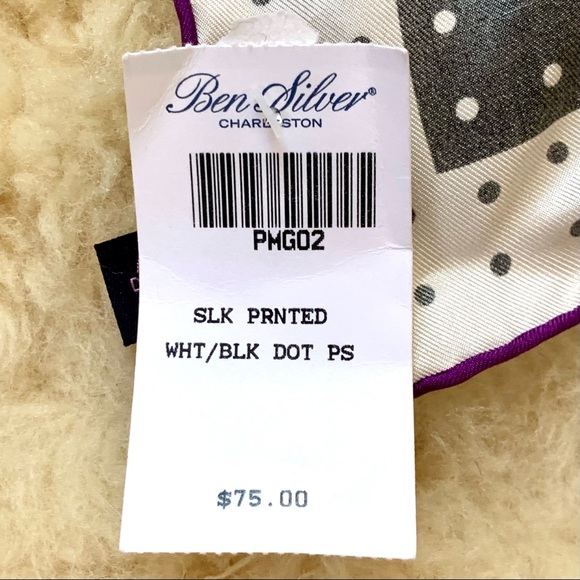 Ben Silver®
CHARLESTON
PMG02
SLK PRNTED
WHT/BLK DOT PS
$75.00